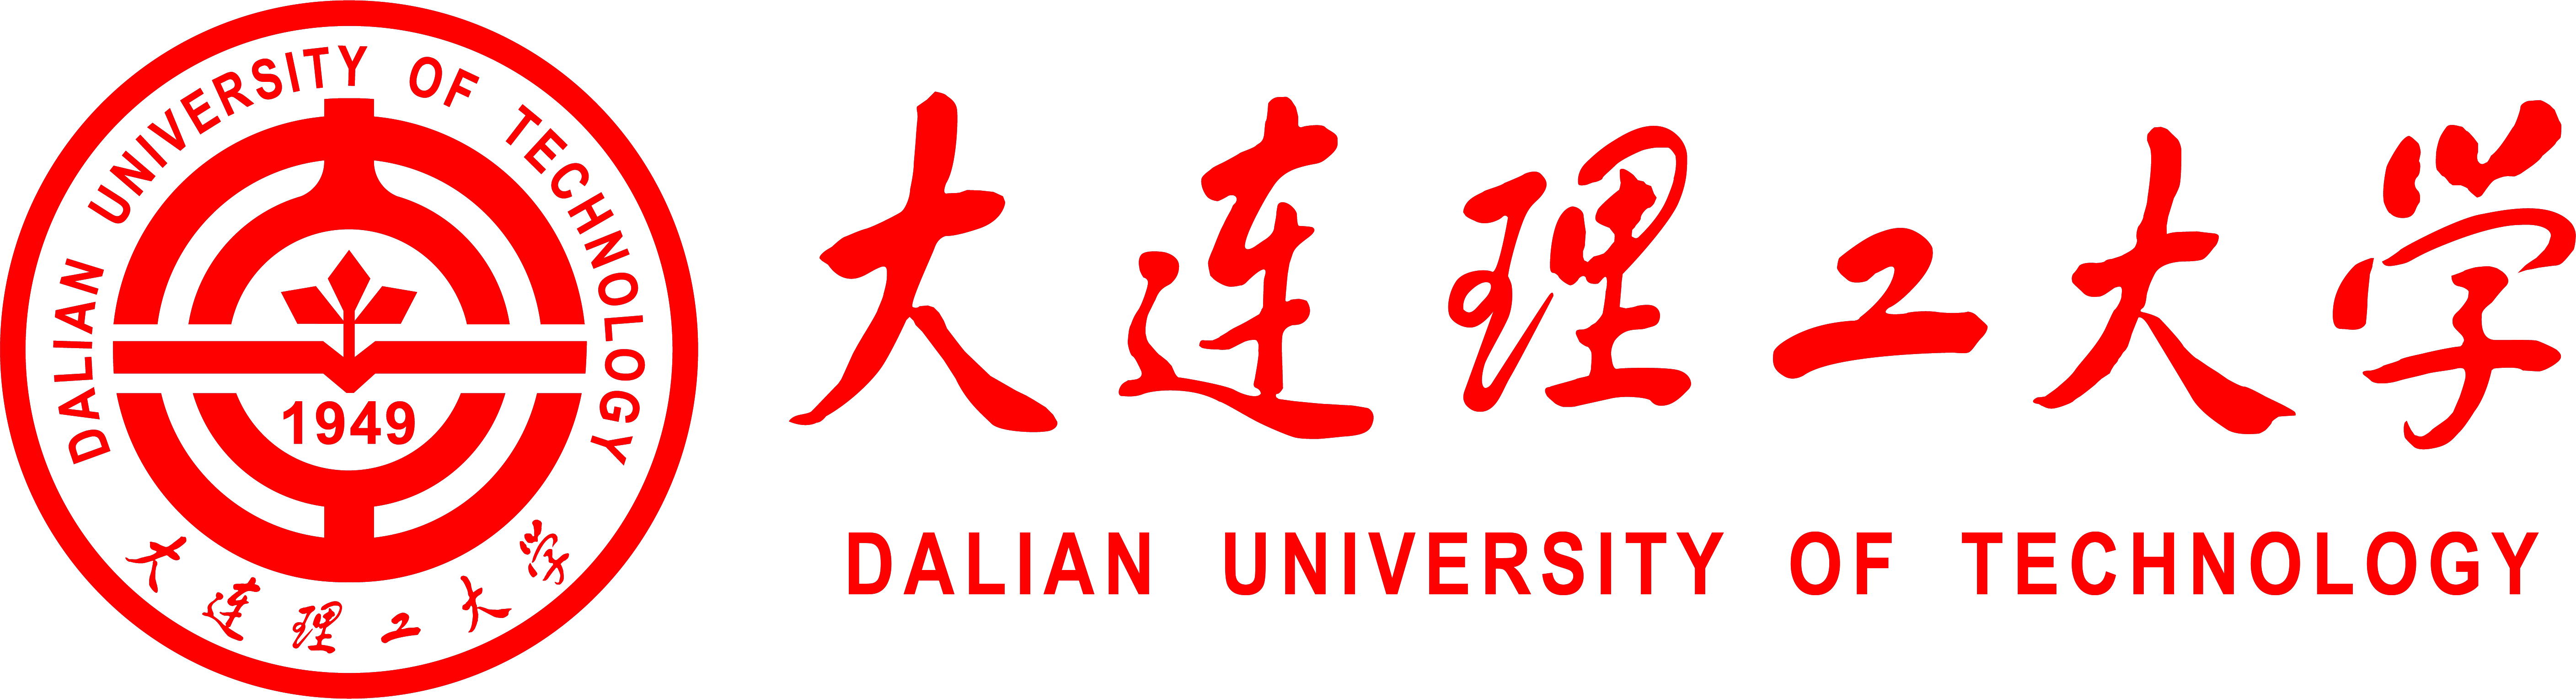 DALIAN UNIVERSITY OF TECHNOLOGY
1949
大连理工大学
大连理工大学
DALIAN UNIVERSITY OF TECHNOLOGY